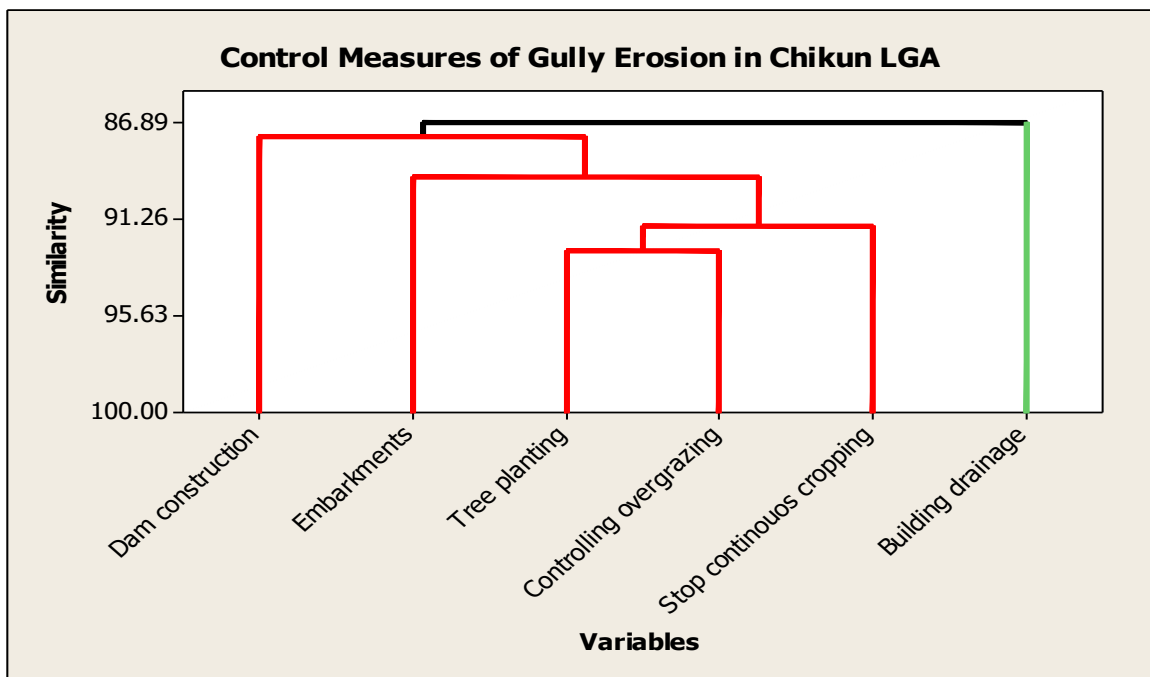 Control Measures of Gully Erosion in Chikun LGA
Similarity
86.89
91.26
95.63
100.00
Dam construction
Embarkments
Tree planting
Controlling overgrazing
Stop continouos cropping
Building drainage
Variables